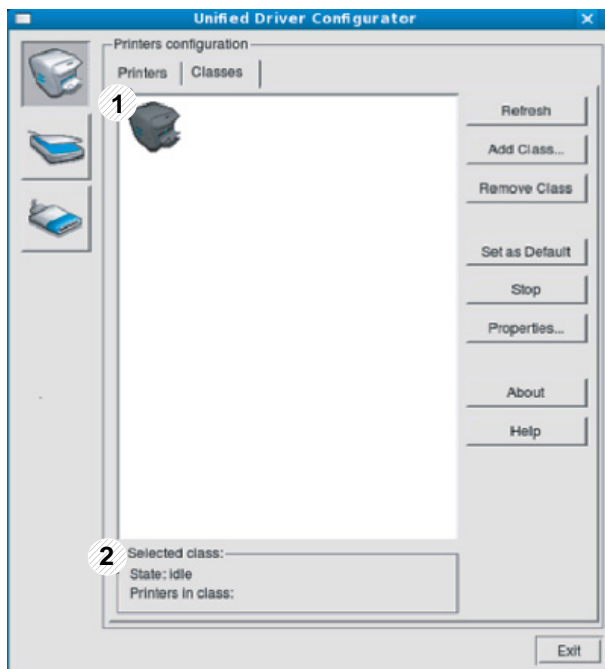 Unified Driver Configurator
Printers configuration
Printers
Classes
1
Refresh
Add Class...
Remove Class
Set as Default
Stop
Properties...
About
Help
2
Selected class:
State: idle
Printers in class:
Exit